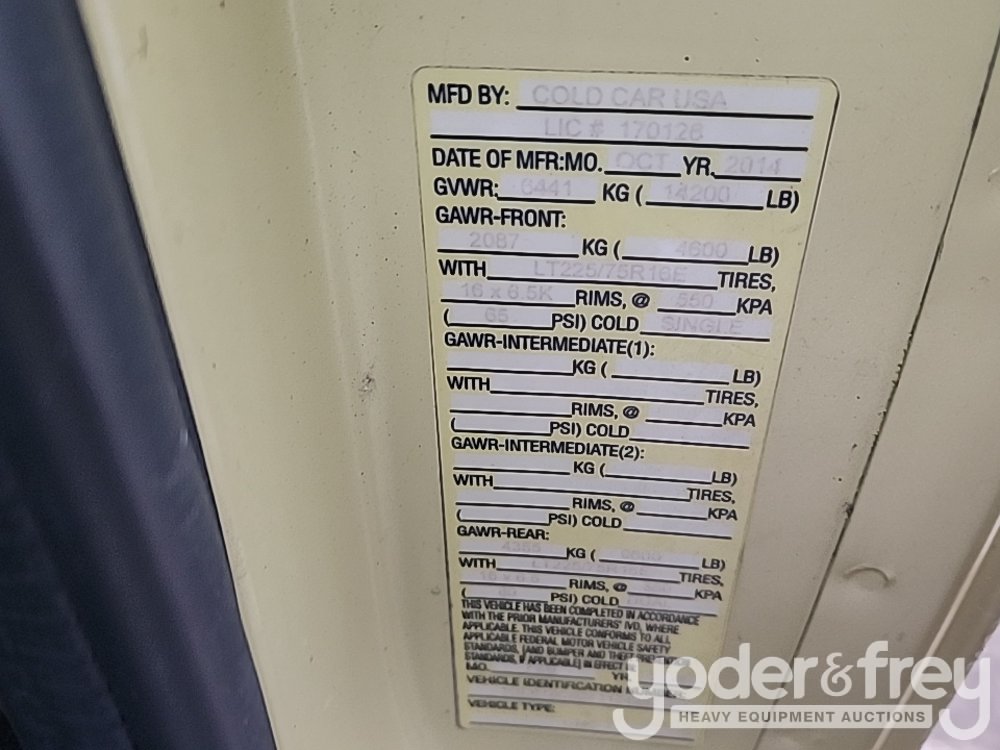 MFD BY: COLD CAR USA
LIC # 170126
DATE OF MFR:MO. OCT YR. 2014
GVWR: 6441 KG ( 14200 LB)
GAWR-FRONT:
2087 KG ( 4600 LB)
WITH LT225/75R16E TIRES,
16 x 6.5K RIMS, @ 550 KPA
( 65 PSI) COLD SINGLE
GAWR-INTERMEDIATE(1):
KG ( LB)
WITH TIRES,
RIMS, @ KPA
( PSI) COLD
GAWR-INTERMEDIATE(2):
KG ( LB)
WITH TIRES,
RIMS, @ KPA
( PSI) COLD
GAWR-REAR:
KG ( LB)
WITH TIRES,
RIMS, @ KPA
( PSI) COLD
THIS VEHICLE HAS BEEN COMPLETED IN ACCORDANCE
WITH THE PRIOR MANUFACTURERS' IVD, WHERE
APPLICABLE. THIS VEHICLE CONFORMS TO ALL
APPLICABLE FEDERAL MOTOR VEHICLE SAFETY
STANDARDS, [AND BUMPER AND THEFT
STANDARDS, IF APPLICABLE] IN EFFECT
MO. YR.
VEHICLE IDENTIFICATION
VEHICLE TYPE:
yoder&frey
HEAVY EQUIPMENT AUCTIONS